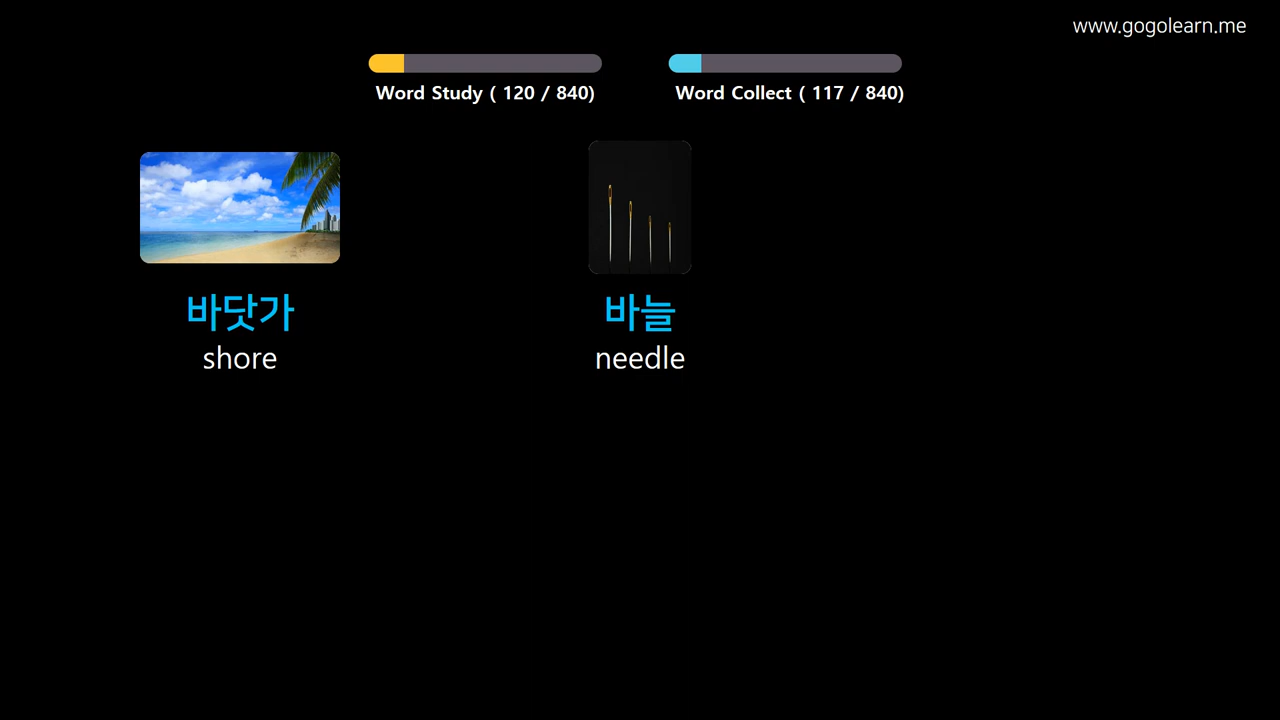 www.gogolearn.me
Word Study ( 120 / 840)
Word Collect ( 117 / 840)
바닷가
shore
바늘
needle